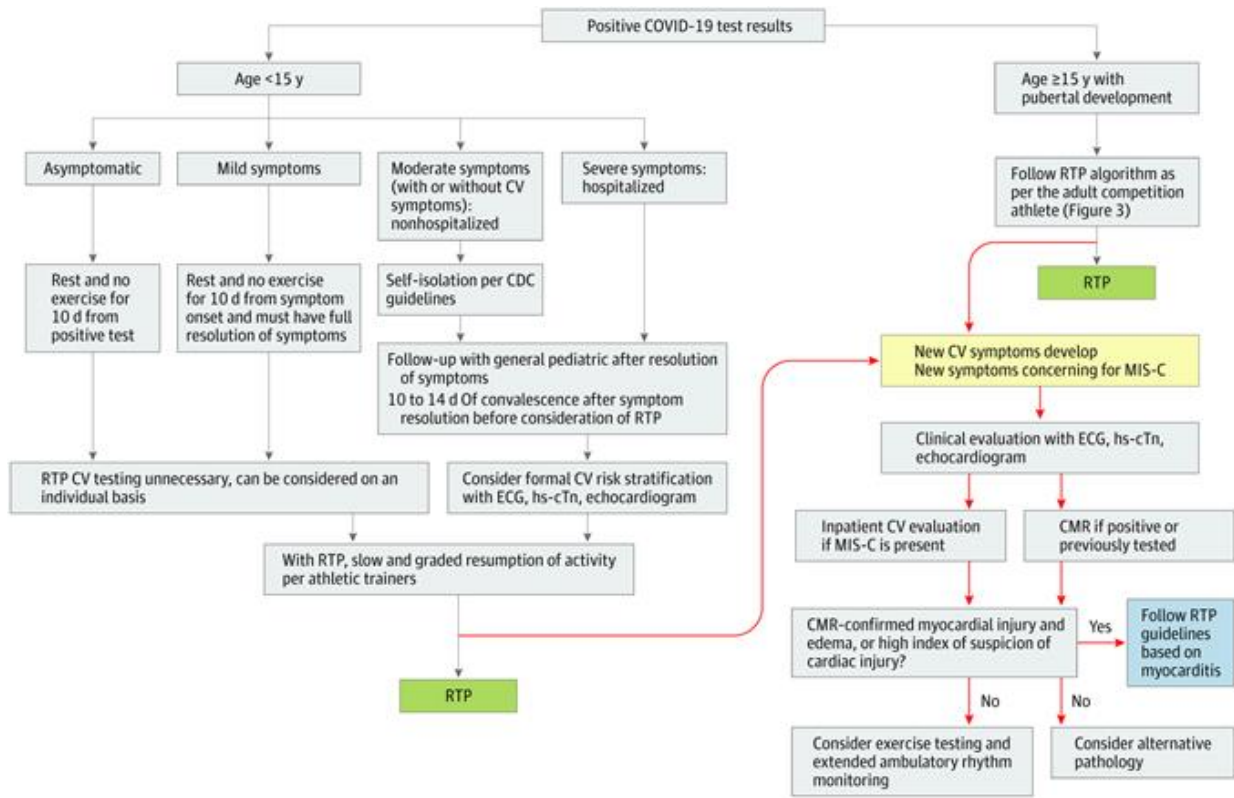 Positive COVID-19 test results
Age <15 y
Age ≥15 y with
pubertal development
Asymptomatic
Mild symptoms
Moderate symptoms
(with or without CV
symptoms):
nonhospitalized
Severe symptoms:
hospitalized
Follow RTP algorithm as
per the adult competition
athlete (Figure 3)
Rest and no
exercise for
10 d from
positive test
Rest and no exercise
for 10 d from symptom
onset and must have full
resolution of symptoms
Self-isolation per CDC
guidelines
RTP
Follow-up with general pediatric after resolution
of symptoms
10 to 14 d Of convalescence after symptom
resolution before consideration of RTP
New CV symptoms develop
New symptoms concerning for MIS-C
RTP CV testing unnecessary, can be considered on an
individual basis
Consider formal CV risk stratification
with ECG, hs-cTn, echocardiogram
Clinical evaluation with ECG, hs-cTn,
echocardiogram
With RTP, slow and graded resumption of activity
per athletic trainers
Inpatient CV evaluation
if MIS-C is present
CMR if positive or
previously tested
RTP
CMR-confirmed myocardial injury and
edema, or high index of suspicion of
cardiac injury?
Yes
Follow RTP
guidelines
based on
myocarditis
No
No
Consider exercise testing and
extended ambulatory rhythm
monitoring
Consider alternative
pathology